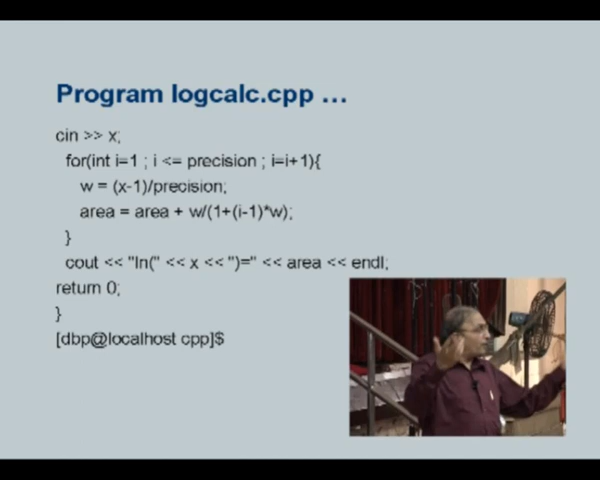 Program logcalc.cpp …
cin >> x;
for(int i=1 ; i <= precision ; i=i+1){
w = (x-1)/precision;
area = area + w/(1+(i-1)*w);
}
cout << "ln(" << x << ")=" << area << endl;
return 0;
}
[dbp@localhost cpp]$